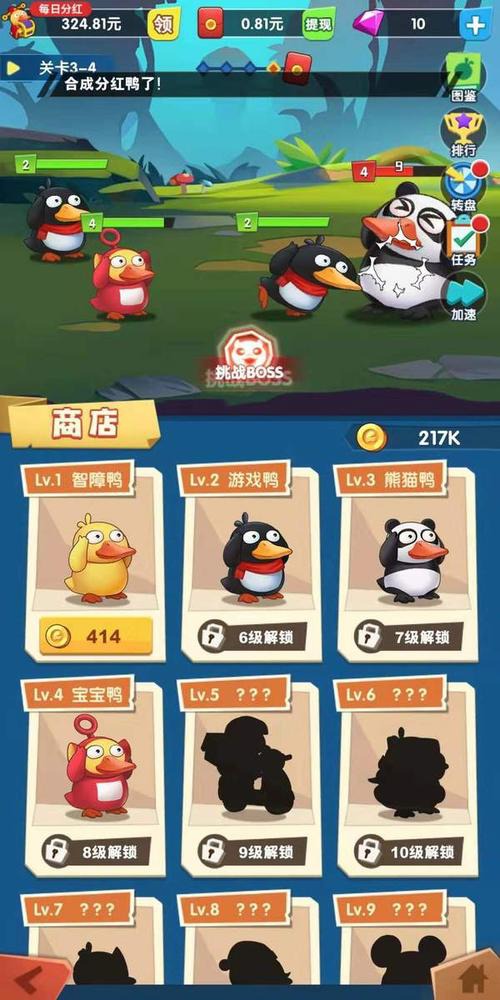 每日分红
324.81元
领
0.81元
提现
10
关卡3-4
合成分红鸭了!
图鉴
排行
2
4
9
转盘
4
2
任务
加速
挑战BOSS
商店
217K
Lv.1 智障鸭
Lv.2 游戏鸭
Lv.3 熊猫鸭
414
6级解锁
7级解锁
Lv.4 宝宝鸭
Lv.5 ???
Lv.6 ???
8级解锁
9级解锁
10级解锁
Lv.7 ???
Lv.8 ???
Lv.9 ???